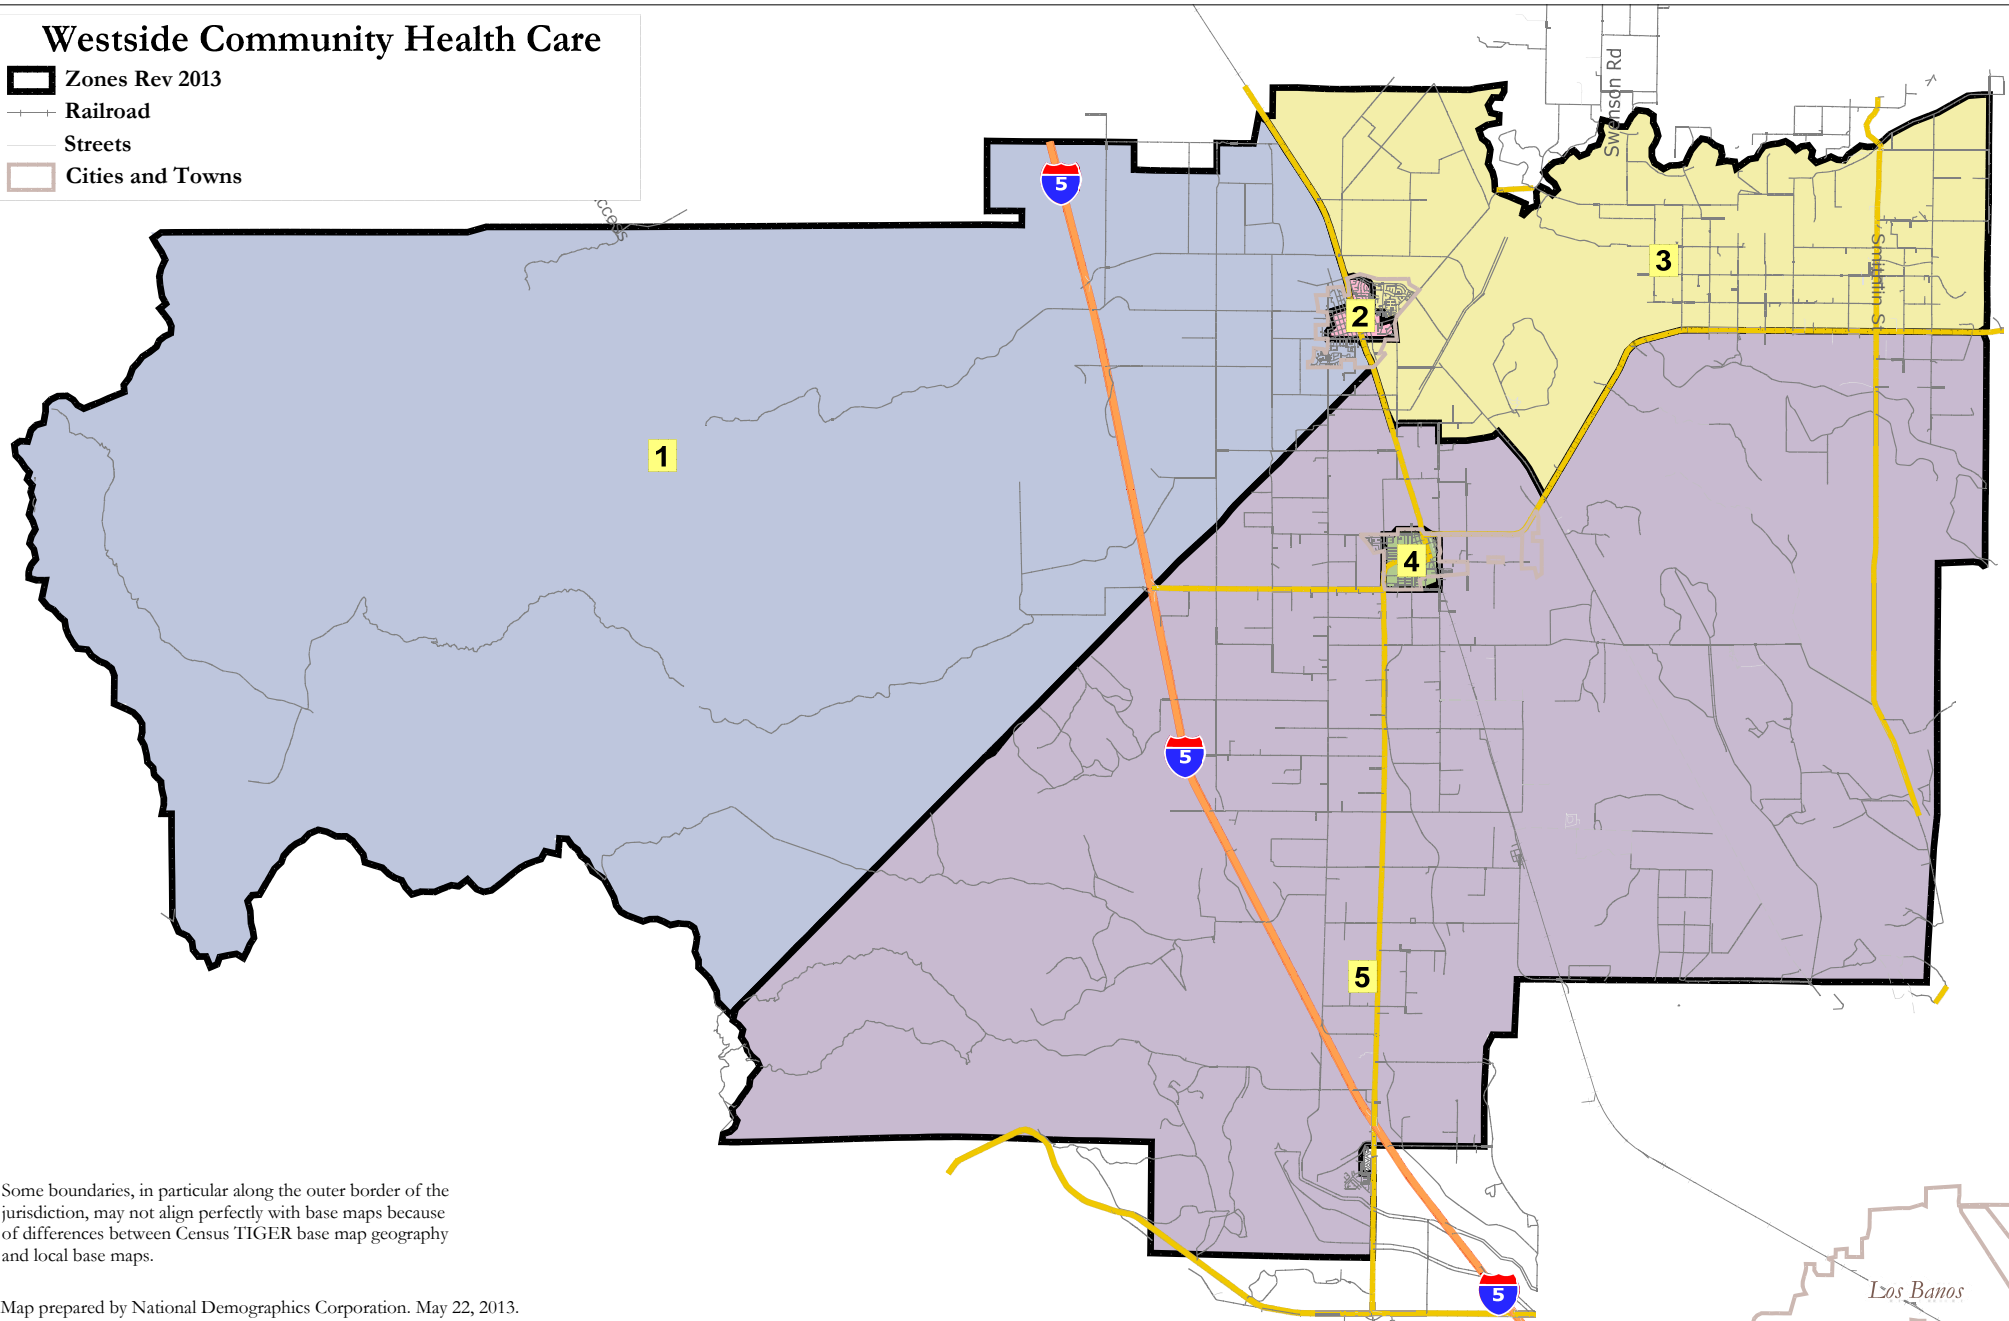 Westside Community Health Care
Zones Rev 2013
Railroad
Streets
Cities and Towns
Swenson Rd
5
3
2
1
4
5
5
5
Some boundaries, in particular along the outer border of the
jurisdiction, may not align perfectly with base maps because
of differences between Census TIGER base map geography
and local base maps.
Los Banos
Map prepared by National Demographics Corporation. May 22, 2013.